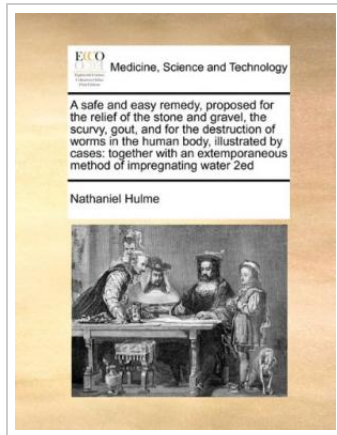 ECCO
Medicine, Science and Technology
A safe and easy remedy, proposed for
the relief of the stone and gravel, the
scurvy, gout, and for the destruction of
worms in the human body, illustrated by
cases: together with an extemporaneous
method of impregnating water 2ed
Nathaniel Hulme